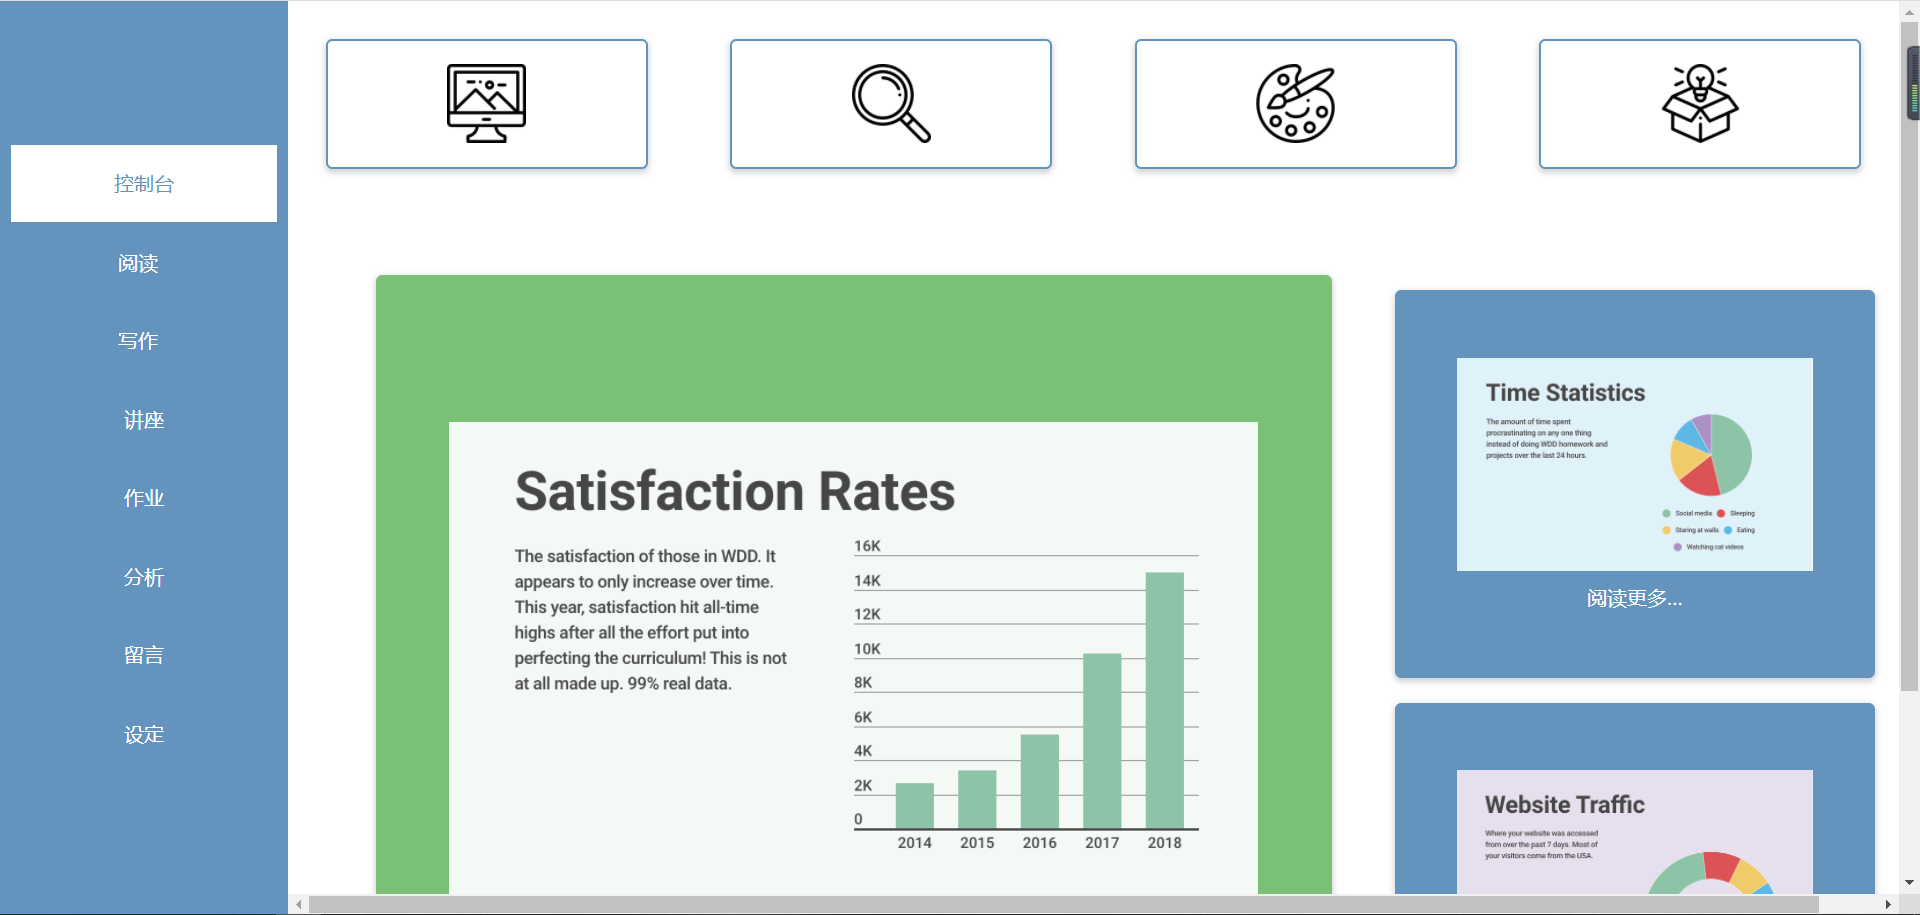 控制台
阅读
写作
讲座
作业
分析
留言
设定
Satisfaction Rates
The satisfaction of those in WDD. It
appears to only increase over time.
This year, satisfaction hit all-time
highs after all the effort put into
perfecting the curriculum! This is not
at all made up. 99% real data.
16K
14K
12K
10K
8K
6K
4K
2K
0
2014 2015 2016 2017 2018
Time Statistics
The amount of time spent
procrastinating on any one thing
instead of doing WDD homework and
projects over the last 24 hours.
Social media Sleeping
Staring at walls Eating
Watching cat videos
阅读更多...
Website Traffic
Where your website was accessed
from over the past 7 days. Most of
your visitors come from the USA.